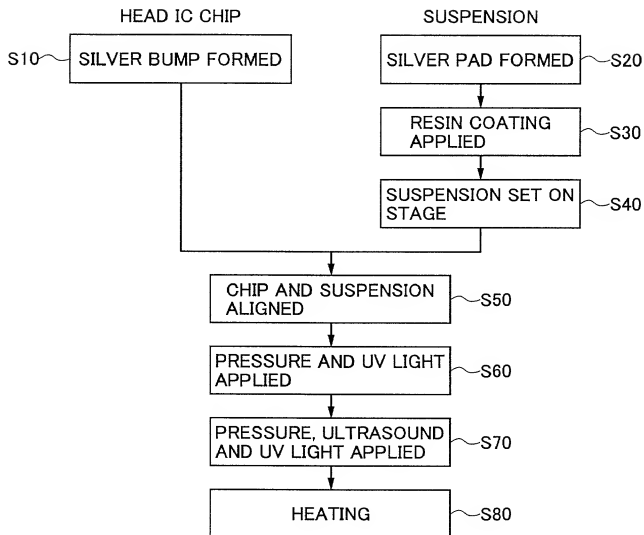 HEAD IC CHIP
SUSPENSION
S10
SILVER BUMP FORMED
SILVER PAD FORMED
S20
RESIN COATING
APPLIED
S30
SUSPENSION SET ON
STAGE
S40
CHIP AND SUSPENSION
ALIGNED
S50
PRESSURE AND UV LIGHT
APPLIED
S60
PRESSURE, ULTRASOUND
AND UV LIGHT APPLIED
S70
HEATING
S80